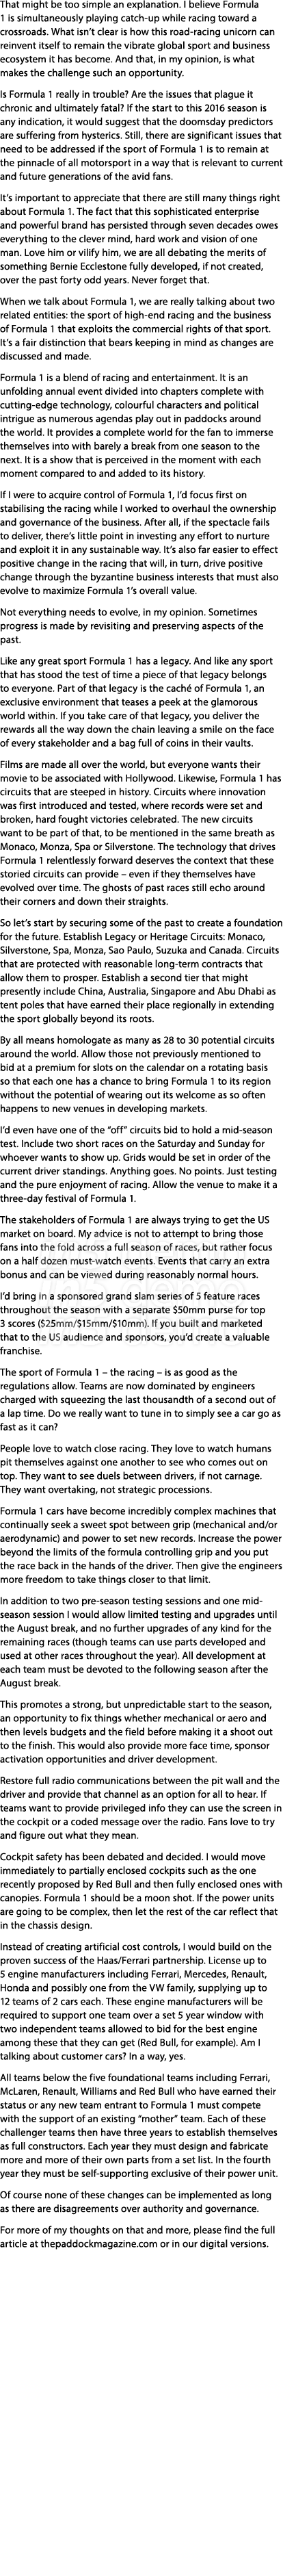 That might be too simple an explanation. I believe Formula
1 is simultaneously playing catch-up while racing toward a
crossroads. What isn't clear is how this road-racing unicorn can
reinvent itself to remain the vibrate global sport and business
ecosystem it has become. And that, in my opinion, is what
makes the challenge such an opportunity.
Is Formula 1 really in trouble? Are the issues that plague it
chronic and ultimately fatal? If the start to this 2016 season is
any indication, it would suggest that the doomsday predictors
are suffering from hysterics. Still, there are significant issues that
need to be addressed if the sport of Formula 1 is to remain at
the pinnacle of all motorsport in a way that is relevant to current
and future generations of the avid fans.
It's important to appreciate that there are still many things right
about Formula 1. The fact that this sophisticated enterprise
and powerful brand has persisted through seven decades owes
everything to the clever mind, hard work and vision of one
man. Love him or vilify him, we are all debating the merits of
something Bernie Ecclestone fully developed, if not created,
over the past forty odd years. Never forget that.
When we talk about Formula 1, we are really talking about two
related entities: the sport of high-end racing and the business
of Formula 1 that exploits the commercial rights of that sport.
It's a fair distinction that bears keeping in mind as changes are
discussed and made.
Formula 1 is a blend of racing and entertainment. It is an
unfolding annual event divided into chapters complete with
cutting-edge technology, colourful characters and political
intrigue as numerous agendas play out in paddocks around
the world. It provides a complete world for the fan to immerse
themselves into with barely a break from one season to the
next. It is a show that is perceived in the moment with each
moment compared to and added to its history.
If I were to acquire control of Formula 1, I'd focus first on
stabilising the racing while I worked to overhaul the ownership
and governance of the business. After all, if the spectacle fails
to deliver, there's little point in investing any effort to nurture
and exploit it in any sustainable way. It's also far easier to effect
positive change in the racing that will, in turn, drive positive
change through the byzantine business interests that must also
evolve to maximize Formula 1's overall value.
Not everything needs to evolve, in my opinion. Sometimes
progress is made by revisiting and preserving aspects of the
past.
Like any great sport Formula 1 has a legacy. And like any sport
that has stood the test of time a piece of that legacy belongs
to everyone. Part of that legacy is the caché of Formula 1, an
exclusive environment that teases a peek at the glamorous
world within. If you take care of that legacy, you deliver the
rewards all the way down the chain leaving a smile on the face
of every stakeholder and a bag full of coins in their vaults.
Films are made all over the world, but everyone wants their
movie to be associated with Hollywood. Likewise, Formula 1 has
circuits that are steeped in history. Circuits where innovation
was first introduced and tested, where records were set and
broken, hard fought victories celebrated. The new circuits
want to be part of that, to be mentioned in the same breath as
Monaco, Monza, Spa or Silverstone. The technology that drives
Formula 1 relentlessly forward deserves the context that these
storied circuits can provide – even if they themselves have
evolved over time. The ghosts of past races still echo around
their corners and down their straights.
So let's start by securing some of the past to create a foundation
for the future. Establish Legacy or Heritage Circuits: Monaco,
Silverstone, Spa, Monza, Sao Paulo, Suzuka and Canada. Circuits
that are protected with reasonable long-term contracts that
allow them to prosper. Establish a second tier that might
presently include China, Australia, Singapore and Abu Dhabi as
tent poles that have earned their place regionally in extending
the sport globally beyond its roots.
By all means homologate as many as 28 to 30 potential circuits
around the world. Allow those not previously mentioned to
bid at a premium for slots on the calendar on a rotating basis
so that each one has a chance to bring Formula 1 to its region
without the potential of wearing out its welcome as so often
happens to new venues in developing markets.
I'd even have one of the “off” circuits bid to hold a mid-season
test. Include two short races on the Saturday and Sunday for
whoever wants to show up. Grids would be set in order of the
current driver standings. Anything goes. No points. Just testing
and the pure enjoyment of racing. Allow the venue to make it a
three-day festival of Formula 1.
The stakeholders of Formula 1 are always trying to get the US
market on board. My advice is not to attempt to bring those
fans into the fold across a full season of races, but rather focus
on a half dozen must-watch events. Events that carry an extra
bonus and can be viewed during reasonably normal hours.
I'd bring in a sponsored grand slam series of 5 feature races
throughout the season with a separate $50mm purse for top
3 scores ($25mm/$15mm/$10mm). If you built and marketed
that to the US audience and sponsors, you'd create a valuable
franchise.
The sport of Formula 1 – the racing – is as good as the
regulations allow. Teams are now dominated by engineers
charged with squeezing the last thousandth of a second out of
a lap time. Do we really want to tune in to simply see a car go as
fast as it can?
People love to watch close racing. They love to watch humans
pit themselves against one another to see who comes out on
top. They want to see duels between drivers, if not carnage.
They want overtaking, not strategic processions.
Formula 1 cars have become incredibly complex machines that
continually seek a sweet spot between grip (mechanical and/or
aerodynamic) and power to set new records. Increase the power
beyond the limits of the formula controlling grip and you put
the race back in the hands of the driver. Then give the engineers
more freedom to take things closer to that limit.
In addition to two pre-season testing sessions and one mid-
season session I would allow limited testing and upgrades until
the August break, and no further upgrades of any kind for the
remaining races (though teams can use parts developed and
used at other races throughout the year). All development at
each team must be devoted to the following season after the
August break.
This promotes a strong, but unpredictable start to the season,
an opportunity to fix things whether mechanical or aero and
then levels budgets and the field before making it a shoot out
to the finish. This would also provide more face time, sponsor
activation opportunities and driver development.
Restore full radio communications between the pit wall and the
driver and provide that channel as an option for all to hear. If
teams want to provide privileged info they can use the screen in
the cockpit or a coded message over the radio. Fans love to try
and figure out what they mean.
Cockpit safety has been debated and decided. I would move
immediately to partially enclosed cockpits such as the one
recently proposed by Red Bull and then fully enclosed ones with
canopies. Formula 1 should be a moon shot. If the power units
are going to be complex, then let the rest of the car reflect that
in the chassis design.
Instead of creating artificial cost controls, I would build on the
proven success of the Haas/Ferrari partnership. License up to
5 engine manufacturers including Ferrari, Mercedes, Renault,
Honda and possibly one from the VW family, supplying up to
12 teams of 2 cars each. These engine manufacturers will be
required to support one team over a set 5 year window with
two independent teams allowed to bid for the best engine
among these that they can get (Red Bull, for example). Am I
talking about customer cars? In a way, yes.
All teams below the five foundational teams including Ferrari,
McLaren, Renault, Williams and Red Bull who have earned their
status or any new team entrant to Formula 1 must compete
with the support of an existing “mother” team. Each of these
challenger teams then have three years to establish themselves
as full constructors. Each year they must design and fabricate
more and more of their own parts from a set list. In the fourth
year they must be self-supporting exclusive of their power unit.
Of course none of these changes can be implemented as long
as there are disagreements over authority and governance.
For more of my thoughts on that and more, please find the full
article at thepaddockmagazine.com or in our digital versions.